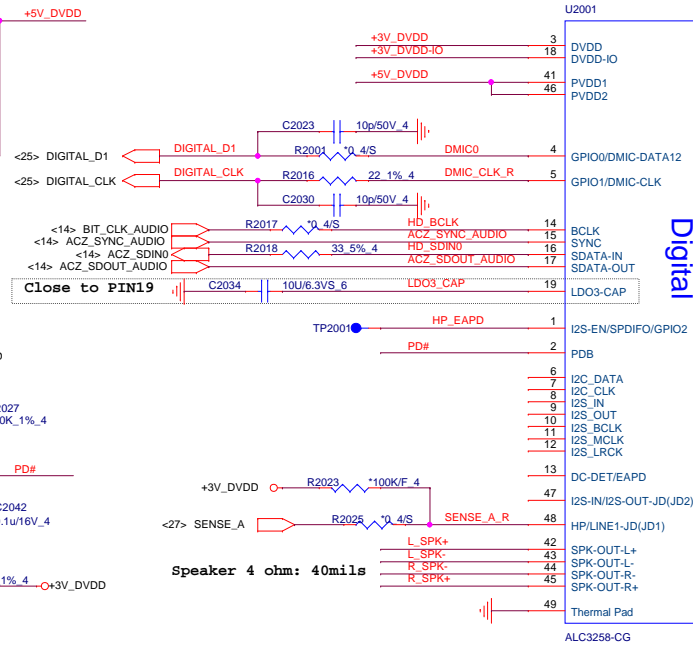 U2001
+5V_DVDD
+3V_DVDD 3 DVDD
+3V_DVDD-IO 18 DVDD-IO
+5V_DVDD 41 PVDD1
46 PVDD2
C2023 10p/50V_4
<25> DIGITAL_D1 DIGITAL_D1 R2001 *0_4/S DMIC0 4 GPIO0/DMIC-DATA12
<25> DIGITAL_CLK DIGITAL_CLK R2016 22_1%_4 DMIC_CLK_R 5 GPIO1/DMIC-CLK
C2030 10p/50V_4
<14> BIT_CLK_AUDIO R2017 *0_4/S HD_BCLK 14 BCLK
<14> ACZ_SYNC_AUDIO ACZ_SYNC_AUDIO 15 SYNC
<14> ACZ_SDIN0 R2018 33_5%_4 HD_SDIN0 16 SDATA-IN
<14> ACZ_SDOUT_AUDIO ACZ_SDOUT_AUDIO 17 SDATA-OUT
Digital
Close to PIN19 C2034 10U/6.3VS_6 LDO3_CAP 19 LDO3-CAP
TP2001 HP_EAPD 1 I2S-EN/SPDIFO/GPIO2
PD# 2 PDB
6 I2C_DATA
7 I2C_CLK
8 I2S_IN
9 I2S_OUT
10 I2S_BCLK
11 I2S_MCLK
12 I2S_LRCK
2027
0K_1%_4
PD#
13 DC-DET/EAPD
+3V_DVDD R2023 *100K/F_4
47 I2S-IN/I2S-OUT-JD(JD2)
C2042
.1u/16V_4
<27> SENSE_A R2025 *0_4/S SENSE_A_R 48 HP/LINE1-JD(JD1)
L_SPK+ 42 SPK-OUT-L+
L_SPK- 43 SPK-OUT-L-
R_SPK- 44 SPK-OUT-R-
R_SPK+ 45 SPK-OUT-R+
Speaker 4 ohm: 40mils
1%_4 +3V_DVDD
49 Thermal Pad
ALC3258-CG